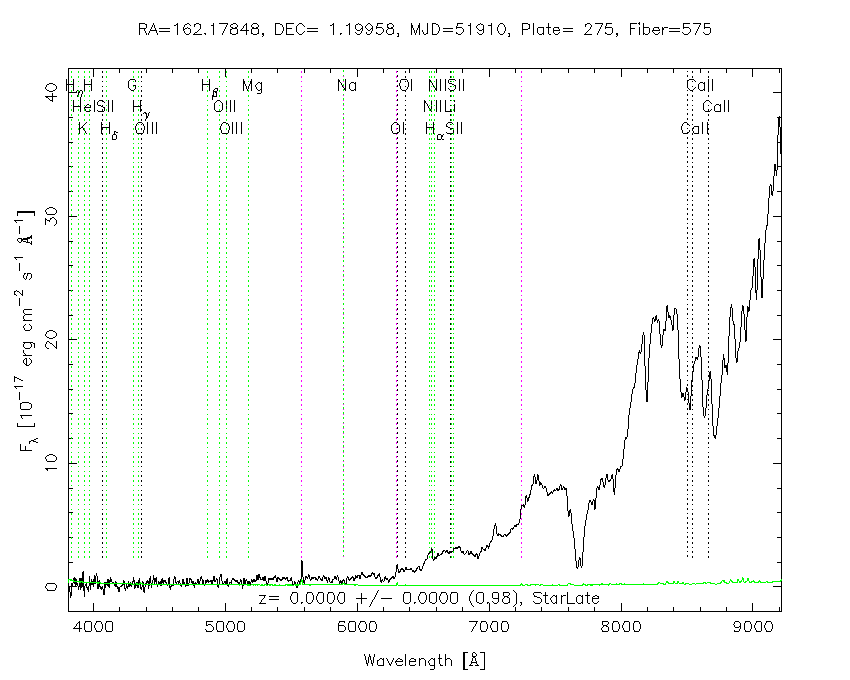 RA=162.17848, DEC= 1.19958, MJD=51910, Plate= 275, Fiber=575
Hη H G Hβ Mg Na OI NII SII CaII
HeI SII Hγ OIII NII Li CaII
K Hδ OIII OIII OI Hα SII CaII
40
30
20
10
0
Fλ [10−17 erg cm−2 s−1 Å−1]
z= 0.0000 +/− 0.0000 (0.98), StarLate
4000 5000 6000 7000 8000 9000
Wavelength [Å]